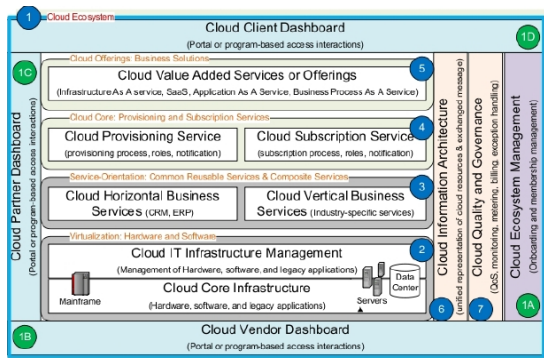 1
Cloud Ecosystem
Cloud Client Dashboard
(Portal or program-based access interactions)
1D
1C
Cloud Partner Dashboard
(Portal or program-based access interactions)
Cloud Offerings: Business Solutions
5
Cloud Value Added Services or Offerings
(Infrastructure As A service, SaaS, Application As A Service, Business Process As A Service)
Cloud Core: Provisioning and Subscription Services
4
Cloud Provisioning Service
(provisioning process, roles, notification)
Cloud Subscription Service
(subscription process, roles, notification)
Service-Orientation: Common Reusable Services & Composite Services
3
Cloud Horizontal Business
Services (CRM, ERP)
Cloud Vertical Business
Services (Industry-specific services)
Virtualization: Hardware and Software
2
Cloud IT Infrastructure Management
(Management of Hardware, software, and legacy applications)
Cloud Core Infrastructure
(Hardware, software, and legacy applications)
Mainframe
Servers
Data
Center
Cloud Information Architecture
(unified representation of cloud resources & exchanged message)
6
Cloud Quality and Governance
(QoS, monitoring, metering, billing, exception handling)
7
Cloud Ecosystem Management
(Onboarding and membership management)
1A
1B
Cloud Vendor Dashboard
(Portal or program-based access interactions)